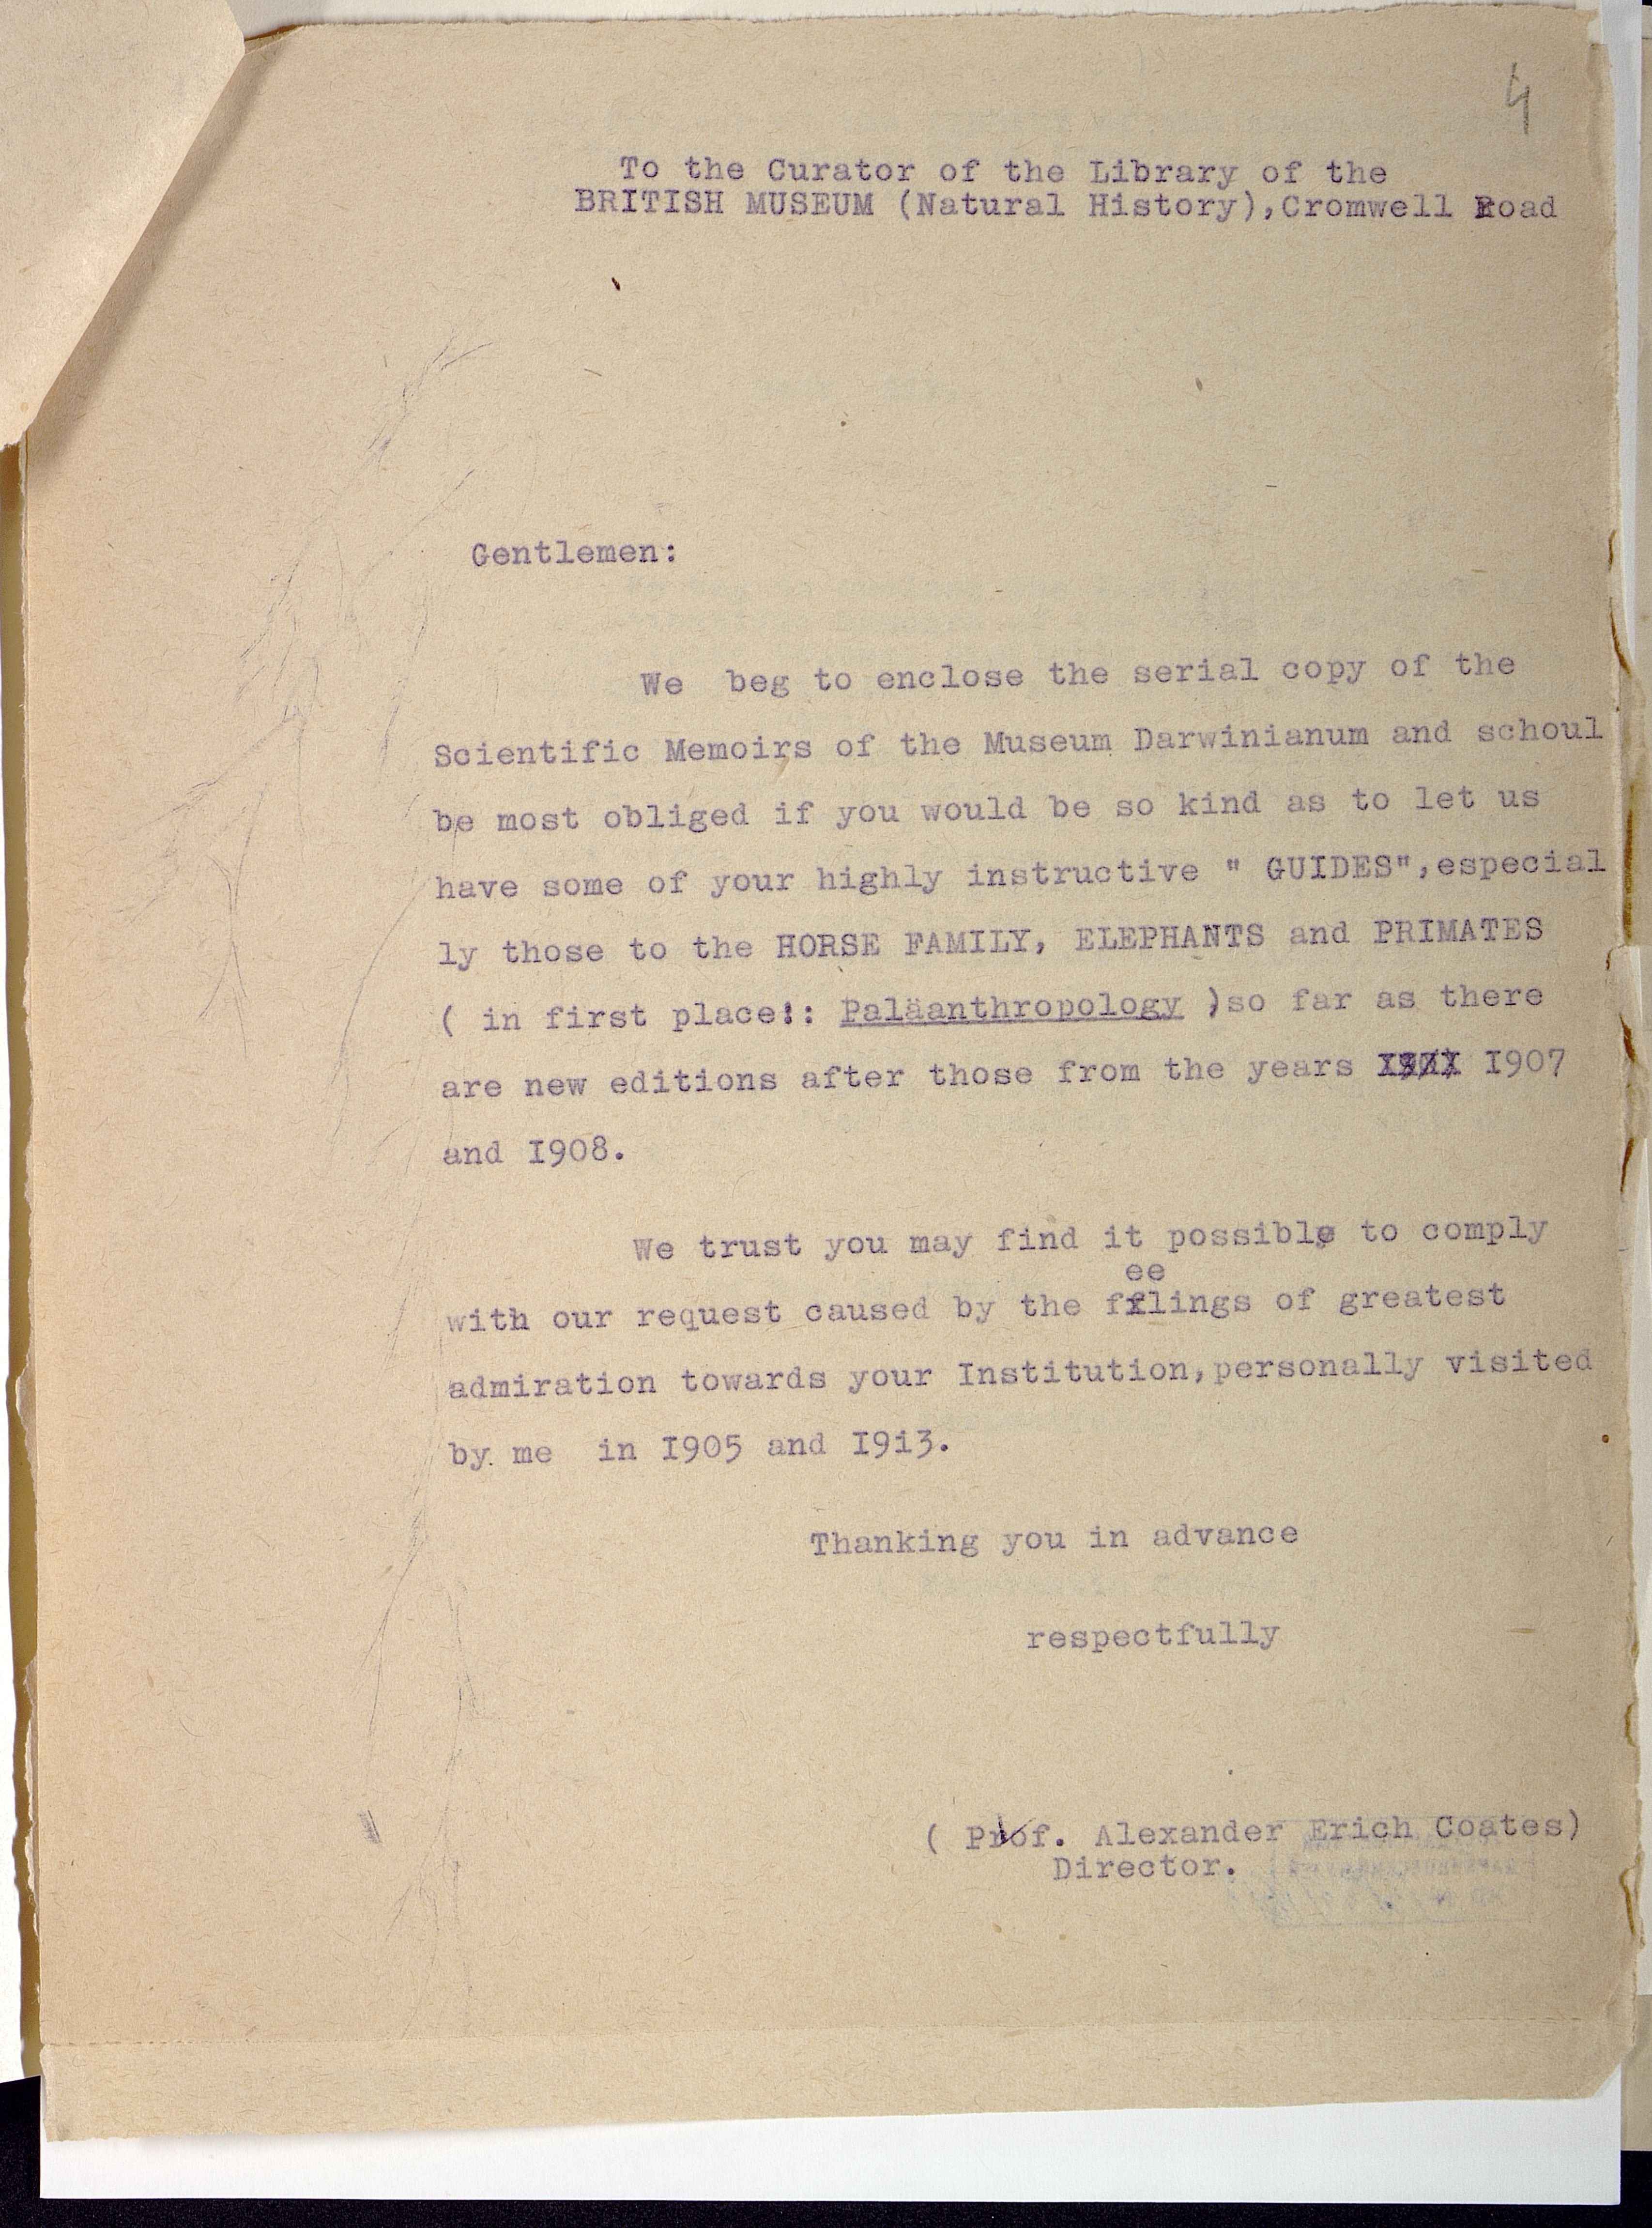 4
To the Curator of the Library of the
BRITISH MUSEUM (Natural History),Cromwell Road
Gentlemen:
We beg to enclose the serial copy of the
Scientific Memoirs of the Museum Darwinianum and schoul
be most obliged if you would be so kind as to let us
have some of your highly instructive " GUIDES",especial
ly those to the HORSE FAMILY, ELEPHANTS and PRIMATES
( in first place!: Paläanthropology )so far as there
are new editions after those from the years I907
and I908.
We trust you may find it possible to comply
with our request caused by the feelings of greatest
admiration towards your Institution,personally visited
by me in I905 and I9i3.
Thanking you in advance
respectfully
( Prof. Alexander Erich Coates)
Director.